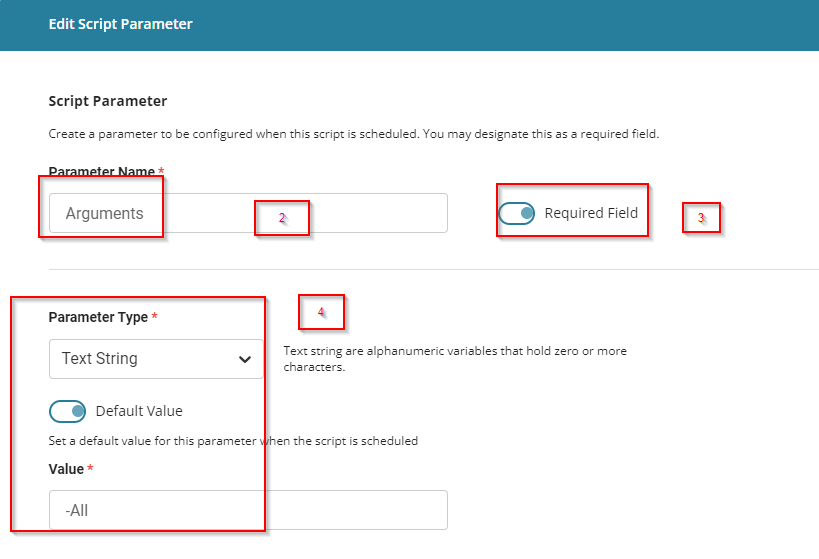 Edit Script Parameter
Script Parameter
Create a parameter to be configured when this script is scheduled. You may designate this as a required field.
Parameter Name *
Arguments
2
Required Field
3
Parameter Type *
4
Text String
Text string are alphanumeric variables that hold zero or more
characters.
Default Value
Set a default value for this parameter when the script is scheduled
Value *
-All